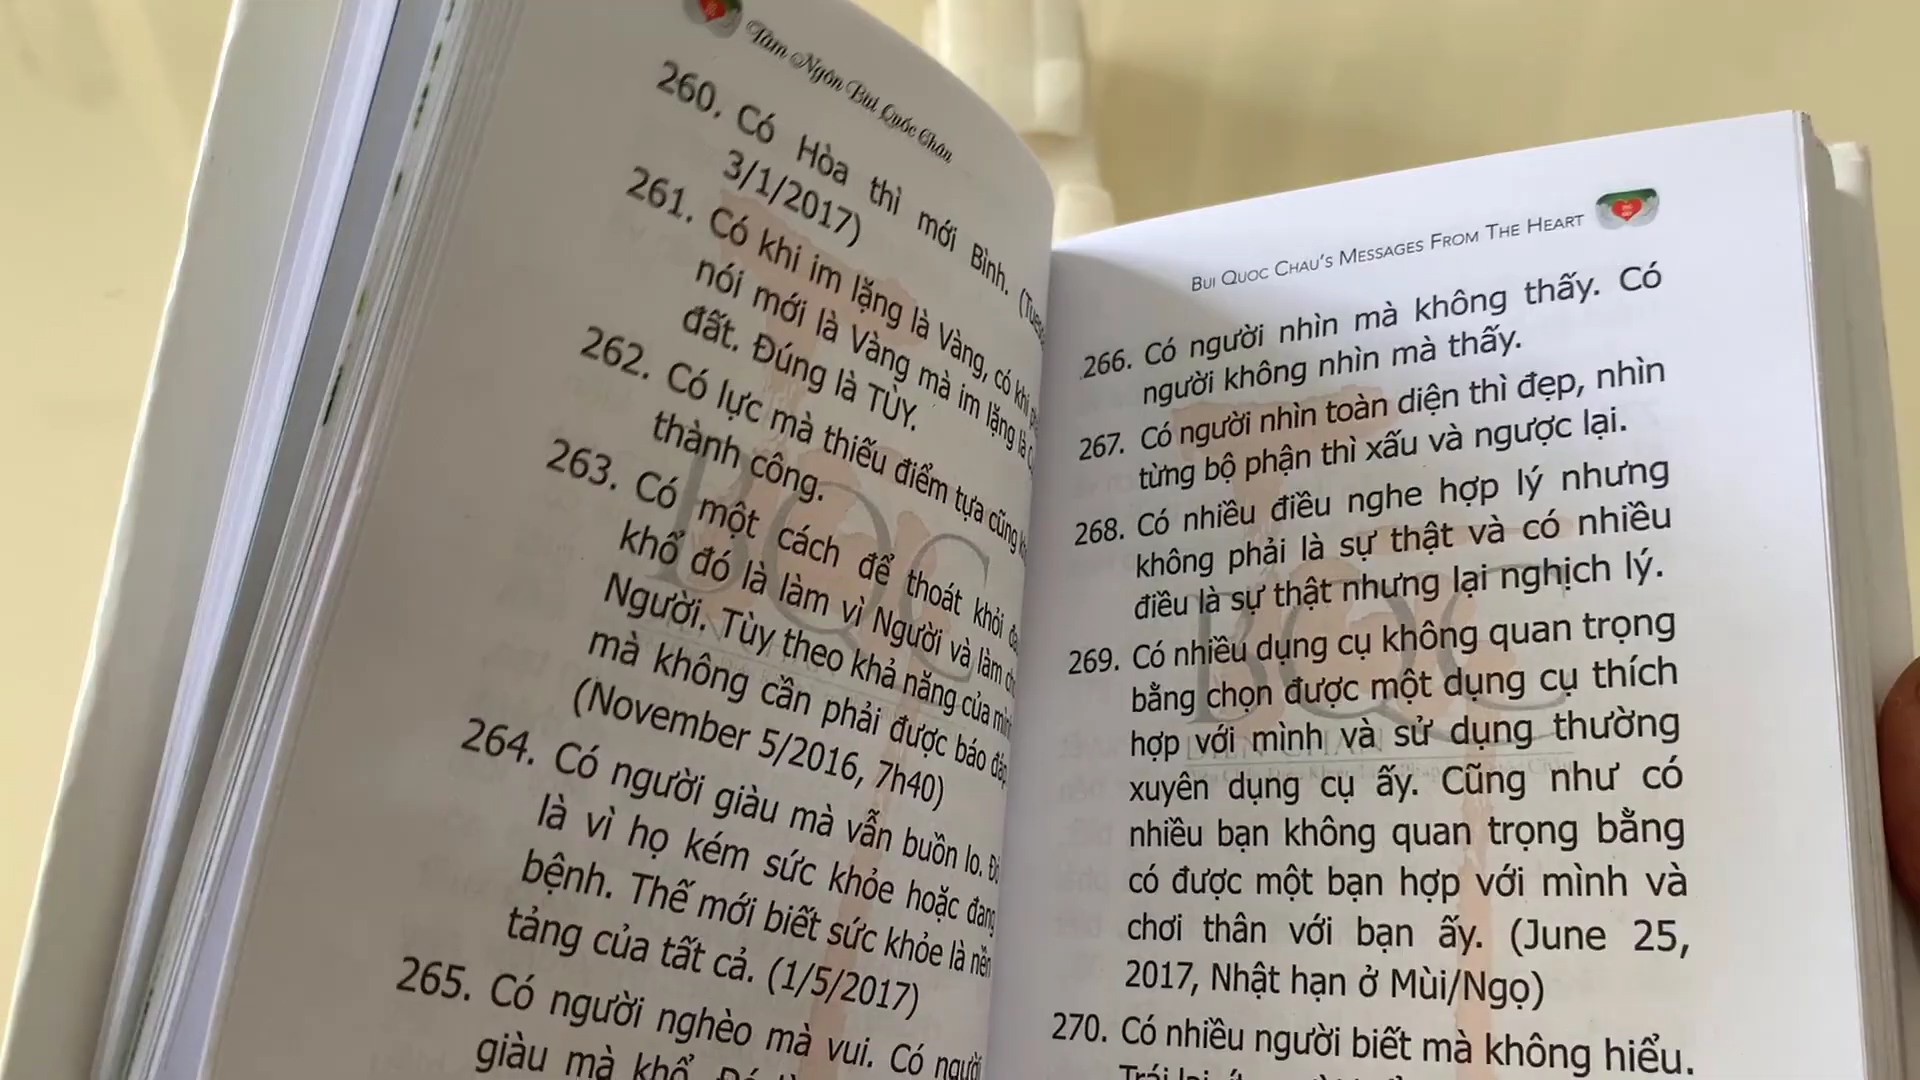 Tâm Ngôn Bùi Quốc Châu
260. Có Hòa thì mới Bình.
3/1/2017)
261. Có khi im lặng là Vàng, có khi
nói mới là Vàng mà im lặng là
đất. Đúng là TÙY.
262. Có lực mà thiếu điểm tựa cũng
thành công.
263. Có một cách để thoát khỏi
khổ đó là làm vì Người và làm
Người. Tùy theo khả năng của
mà không cần phải được báo
(November 5/2016, 7h40)
264. Có người giàu mà vẫn buồn lo.
là vì họ kém sức khỏe hoặc đang
bệnh. Thế mới biết sức khỏe là nền
tảng của tất cả. (1/5/2017)
265. Có người nghèo mà vui. Có
giàu mà khổ.
BUI QUOC CHAU'S MESSAGES FROM THE HEART
266. Có người nhìn mà không thấy. Có
người không nhìn mà thấy.
267. Có người nhìn toàn diện thì đẹp, nhìn
từng bộ phận thì xấu và ngược lại.
268. Có nhiều điều nghe hợp lý nhưng
không phải là sự thật và có nhiều
điều là sự thật nhưng lại nghịch lý.
269. Có nhiều dụng cụ không quan trọng
bằng chọn được một dụng cụ thích
hợp với mình và sử dụng thường
xuyên dụng cụ ấy. Cũng như có
nhiều bạn không quan trọng bằng
có được một bạn hợp với mình và
chơi thân với bạn ấy. (June 25,
2017, Nhật hạn ở Mùi/Ngọ)
270. Có nhiều người biết mà không hiểu.
BQC
BQC